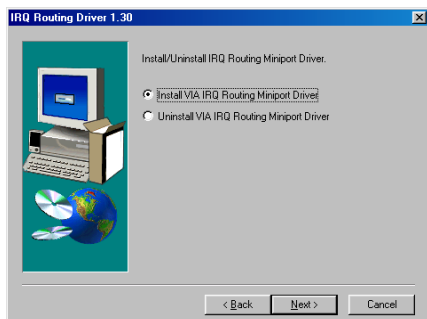 IRQ Routing Driver 1.30
Install/Uninstall IRQ Routing Miniport Driver.
Install VIA IRQ Routing Miniport Driver
Uninstall VIA IRQ Routing Miniport Driver
< Back Next > Cancel